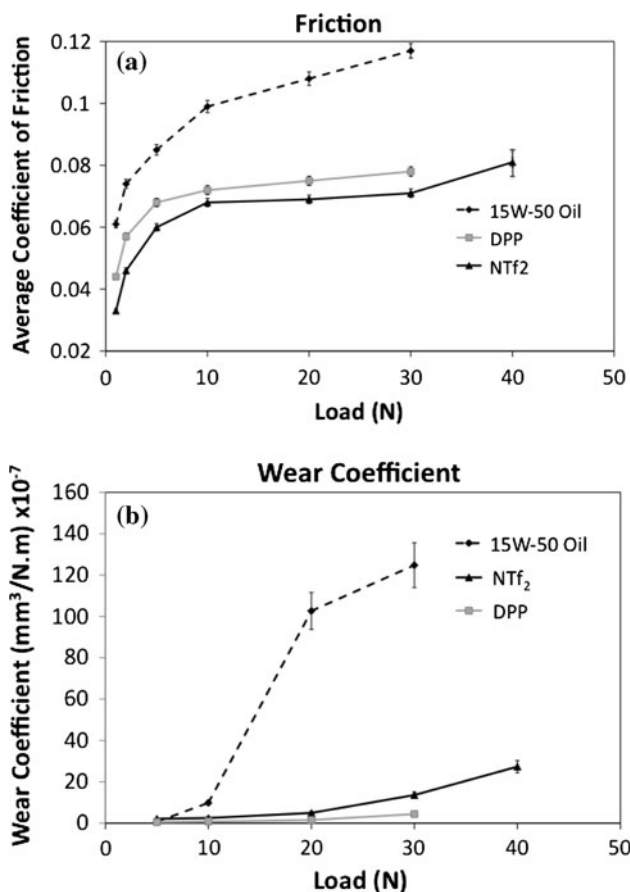 Friction
(a)
Average Coefficient of Friction
0.12
0.1
0.08
0.06
0.04
0.02
15W-50 Oil
DPP
NTf2
0 10 20 30 40 50
Load (N)
Wear Coefficient
(b)
Wear Coefficient (mm³/N.m) x10⁻⁷
160
140
120
100
80
60
40
20
0
15W-50 Oil
NTf₂
DPP
0 10 20 30 40 50
Load (N)